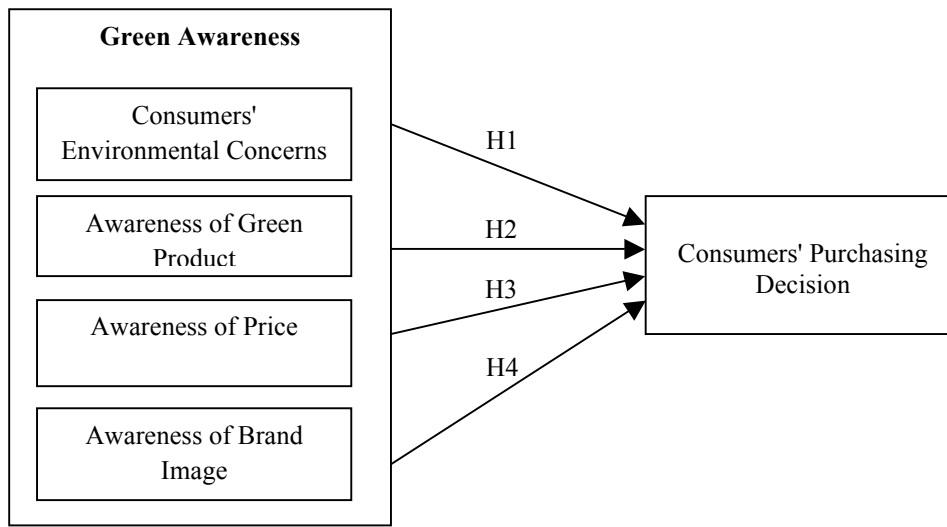 Green Awareness
Consumers'
Environmental Concerns
Awareness of Green
Product
Awareness of Price
Awareness of Brand
Image
H1
H2
H3
H4
Consumers' Purchasing
Decision